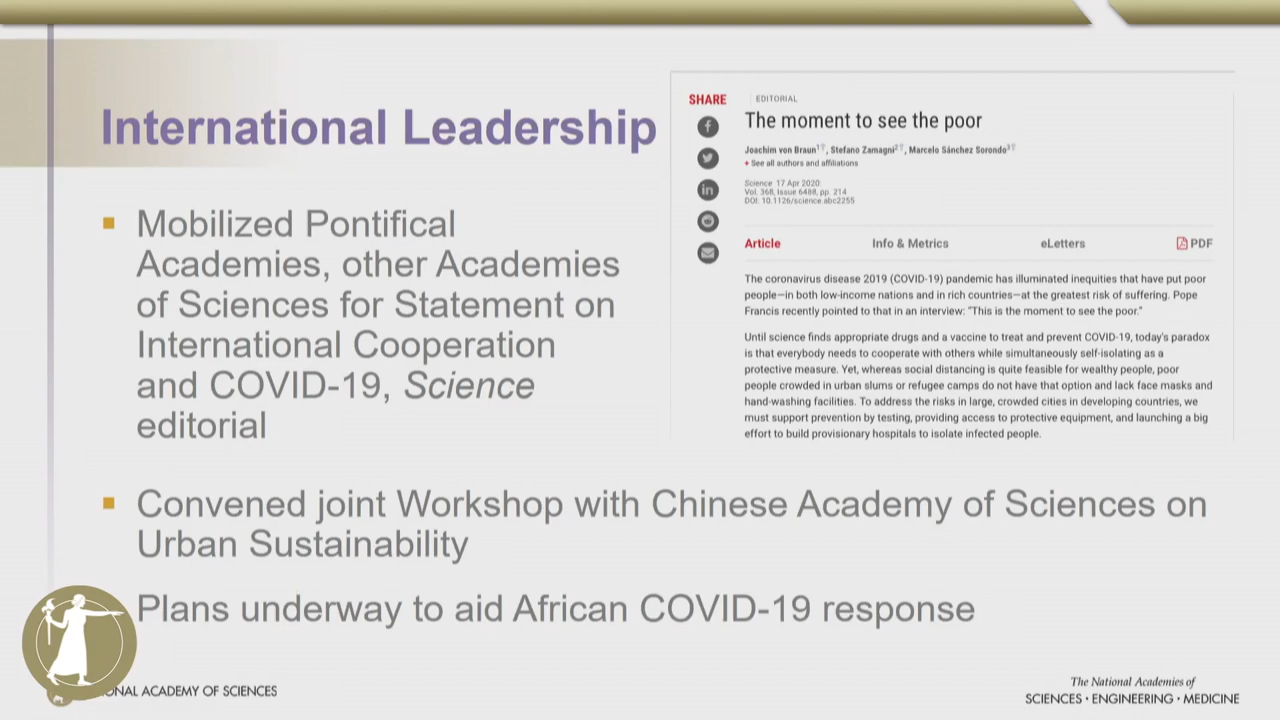 International Leadership
Mobilized Pontifical
Academies, other Academies
of Sciences for Statement on
International Cooperation
and COVID-19, Science
editorial
SHARE
EDITORIAL
The moment to see the poor
Joachim von Braun1, Stefano Zamagni2, Marcelo Sánchez Sorondo3
+ See all authors and affiliations
Science 17 Apr 2020:
Vol. 368, Issue 6488, pp. 214
DOI: 10.1126/science.abc2255
Article Info & Metrics eLetters PDF
The coronavirus disease 2019 (COVID-19) pandemic has illuminated inequities that have put poor
people—in both low-income nations and in rich countries—at the greatest risk of suffering. Pope
Francis recently pointed to that in an interview: "This is the moment to see the poor."
Until science finds appropriate drugs and a vaccine to treat and prevent COVID-19, today's paradox
is that everybody needs to cooperate with others while simultaneously self-isolating as a
protective measure. Yet, whereas social distancing is quite feasible for wealthy people, poor
people crowded in urban slums or refugee camps do not have that option and lack face masks and
hand-washing facilities. To address the risks in large, crowded cities in developing countries, we
must support prevention by testing, providing access to protective equipment, and launching a big
effort to build provisionary hospitals to isolate infected people.
Convened joint Workshop with Chinese Academy of Sciences on
Urban Sustainability
Plans underway to aid African COVID-19 response
ONAL ACADEMY OF SCIENCES
The National Academies of
SCIENCES • ENGINEERING • MEDICINE